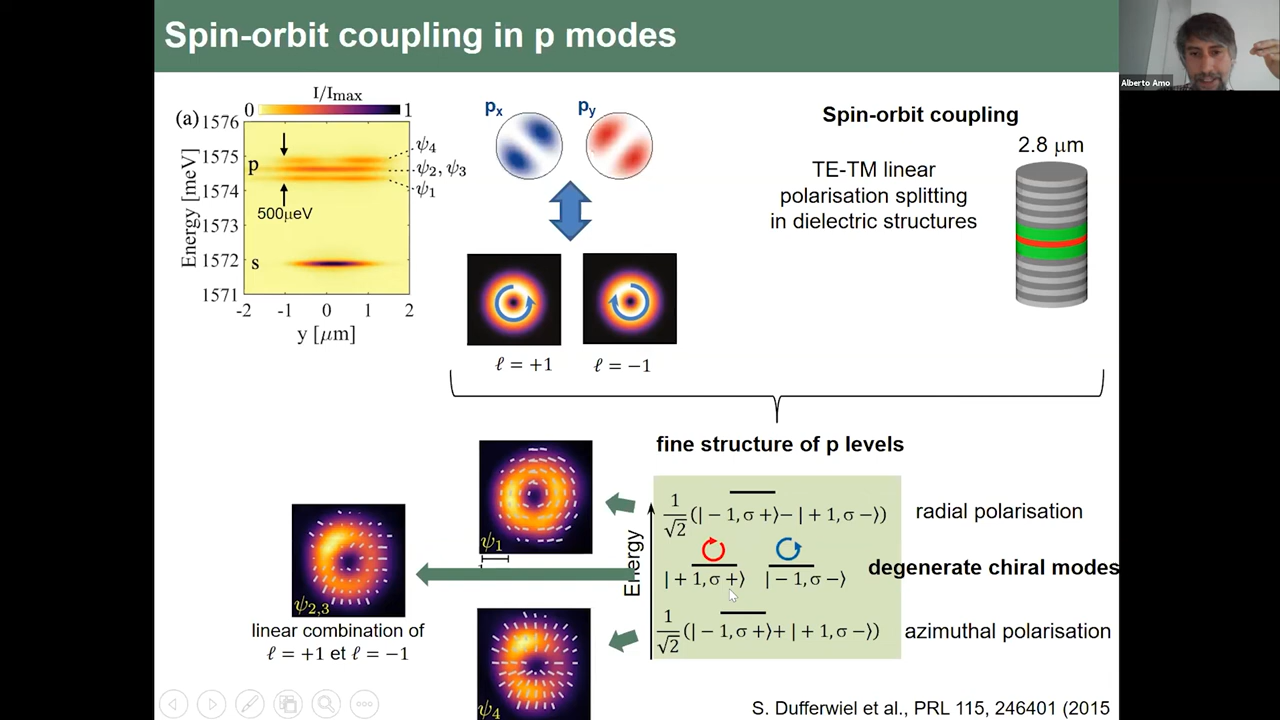 Spin-orbit coupling in p modes
Alberto Amo
I/Imax
0
1
(a)
1576
1575
1574
1573
1572
1571
Energy [meV]
p
s
500μeV
ψ4
ψ2, ψ3
ψ1
-2
-1
0
1
2
y [μm]
px
py
ℓ = +1
ℓ = −1
Spin-orbit coupling
TE-TM linear
polarisation splitting
in dielectric structures
2.8 μm
fine structure of p levels
Energy
1/√2 (|−1, σ+⟩−|+1, σ−⟩)
radial polarisation
|+1, σ+⟩
|−1, σ−⟩
degenerate chiral modes
1/√2 (|−1, σ+⟩+|+1, σ−⟩)
azimuthal polarisation
ψ1
ψ2,3
linear combination of
ℓ = +1 et ℓ = −1
ψ4
S. Dufferwiel et al., PRL 115, 246401 (2015